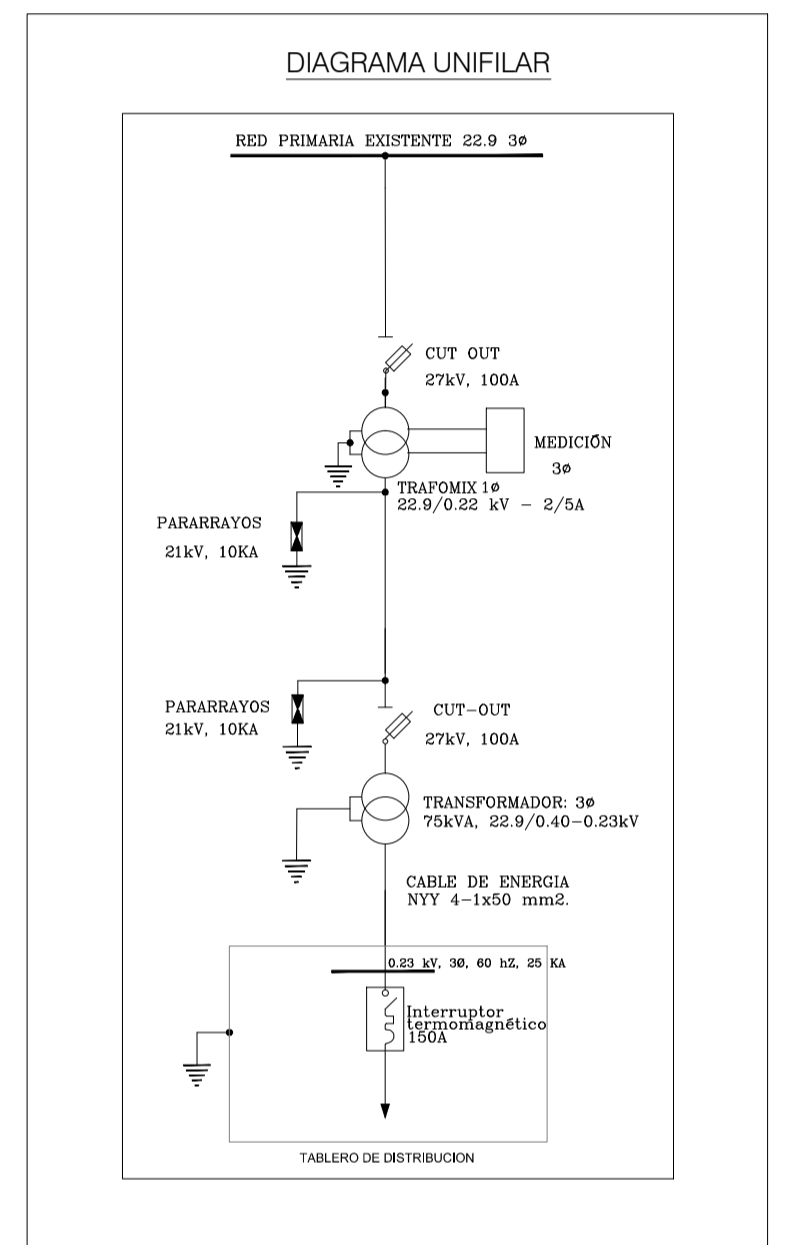 DIAGRAMA UNIFILAR
RED PRIMARIA EXISTENTE 22.9 3ø
CUT OUT
27kV, 100A
MEDICIÓN
3ø
TRAFOMIX 1ø
22.9/0.22 kV - 2/5A
PARARRAYOS
21kV, 10KA
PARARRAYOS
21kV, 10KA
CUT-OUT
27kV, 100A
TRANSFORMADOR: 3ø
75kVA, 22.9/0.40-0.23kV
CABLE DE ENERGIA
NYY 4-1x50 mm2.
0.23 kV, 3Ø, 60 hZ, 25 KA
Interruptor
termomagnético
150A
TABLERO DE DISTRIBUCION